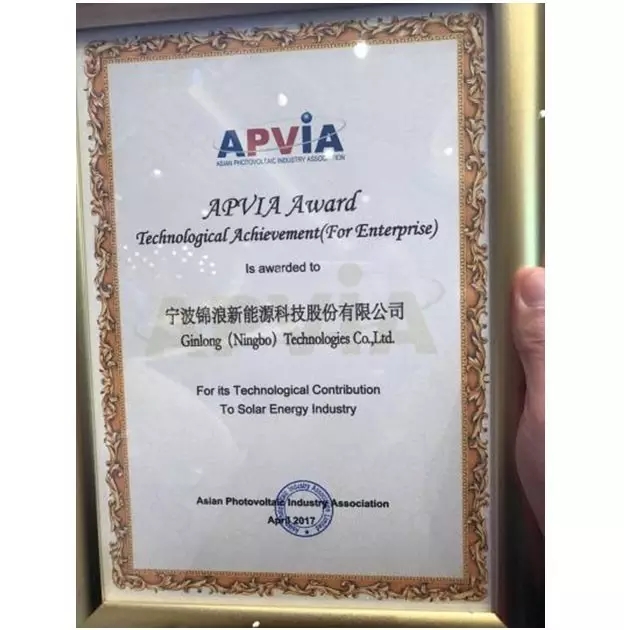 APVIA
ASIAN PHOTOVOLTAIC INDUSTRY ASSOCIATION
APVIA Award
Technological Achievement(For Enterprise)
Is awarded to
APVIA
宁波锦浪新能源科技股份有限公司
Ginlong (Ningbo) Technologies Co.,Ltd.
For its Technological Contribution
To Solar Energy Industry
Asian Photovoltaic Industry Association
April 2017